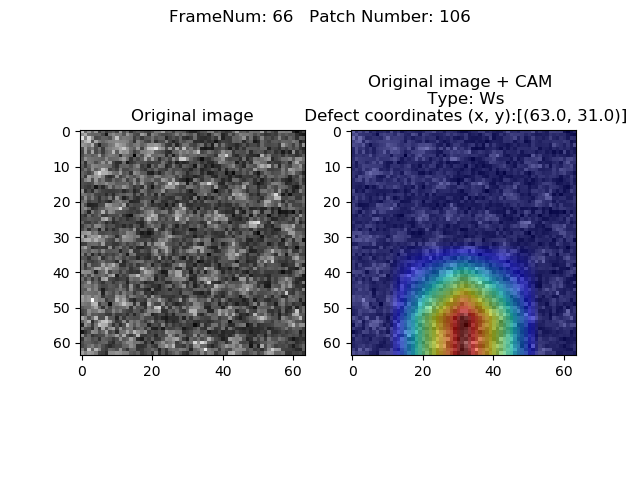 FrameNum: 66   Patch Number: 106
Original image
0
10
20
30
40
50
60
0 20 40 60
Original image + CAM
Type: Ws
Defect coordinates (x, y):[(63.0, 31.0)]
0
10
20
30
40
50
60
0 20 40 60